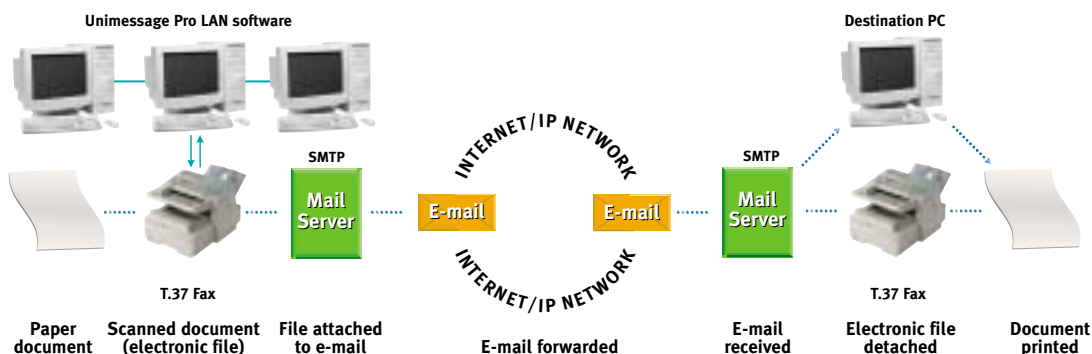 Unimessage Pro LAN software
Destination PC
INTERNET/IP NETWORK
SMTP
Mail
Server
E-mail
E-mail
SMTP
Mail
Server
INTERNET/IP NETWORK
T.37 Fax
T.37 Fax
Paper
document
Scanned document
(electronic file)
File attached
to e-mail
E-mail forwarded
E-mail
received
Electronic file
detached
Document
printed